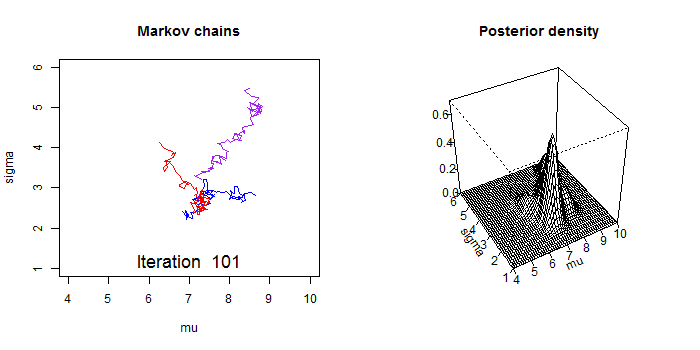 Markov chains
sigma
6
5
4
3
2
1
Iteration 101
4 5 6 7 8 9 10
mu
Posterior density
0.6
0.4
0.2
0.0
6
5
4
3
2
1
sigma
4
5
6
7
8
9
10
mu